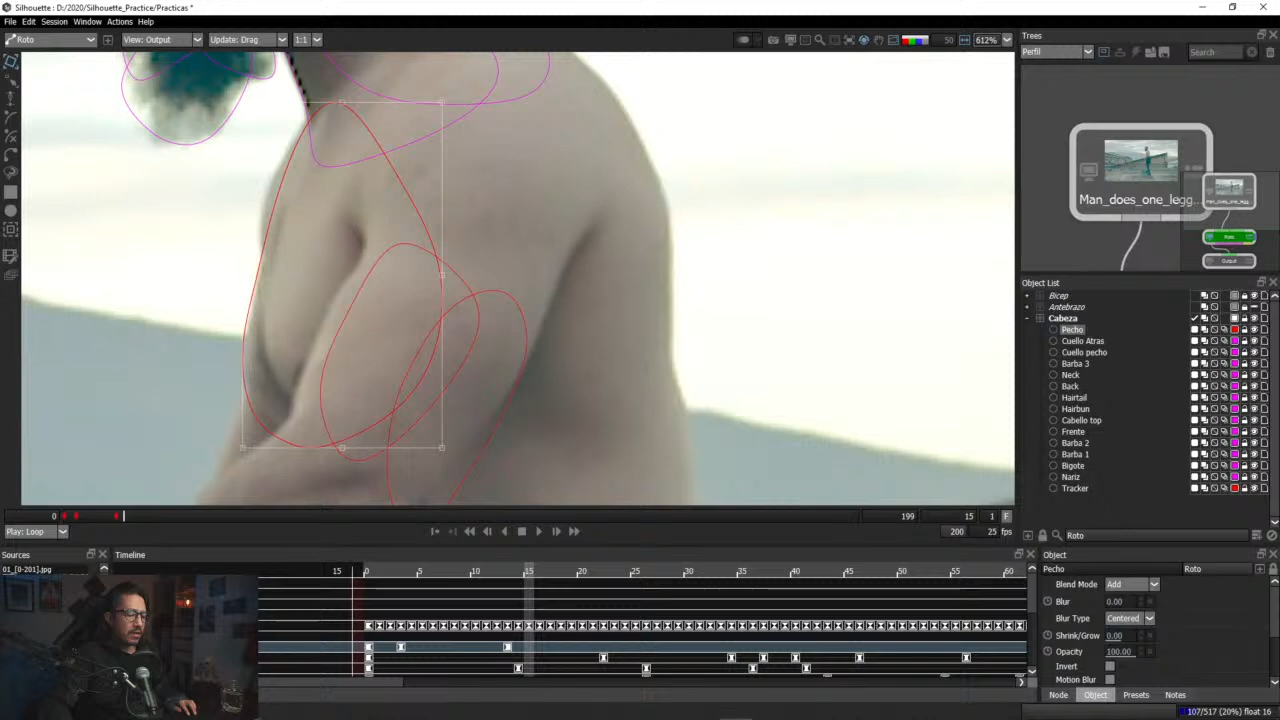 Silhouette : D:/2020/Silhouette_Practice/Practicas *
File Edit Session Window Actions Help
Roto View: Output Update: Drag 1:1 50 612%
Trees
Perfil Search
Man_does_one_legg...
Man_does_one_legg...
Roto
Output
Object List
Bicep
Antebrazo
Cabeza
Pecho
Cuello Atras
Cuello pecho
Barba 3
Neck
Back
Hairtail
Hairbun
Cabello top
Frente
Barba 2
Barba 1
Bigote
Nariz
Tracker
0 199 15 1 F
Play: Loop 200 25 fps
Roto
Sources Timeline Object
01_[0-201].jpg
15 0 5 10 15 20 25 30 35 40 45 50 55 60
Pecho Roto
Blend Mode Add
Blur 0.00
Blur Type Centered
Shrink/Grow 0.00
Opacity 100.00
Invert
Motion Blur
Node Object Presets Notes
107/517 (20%) float 16